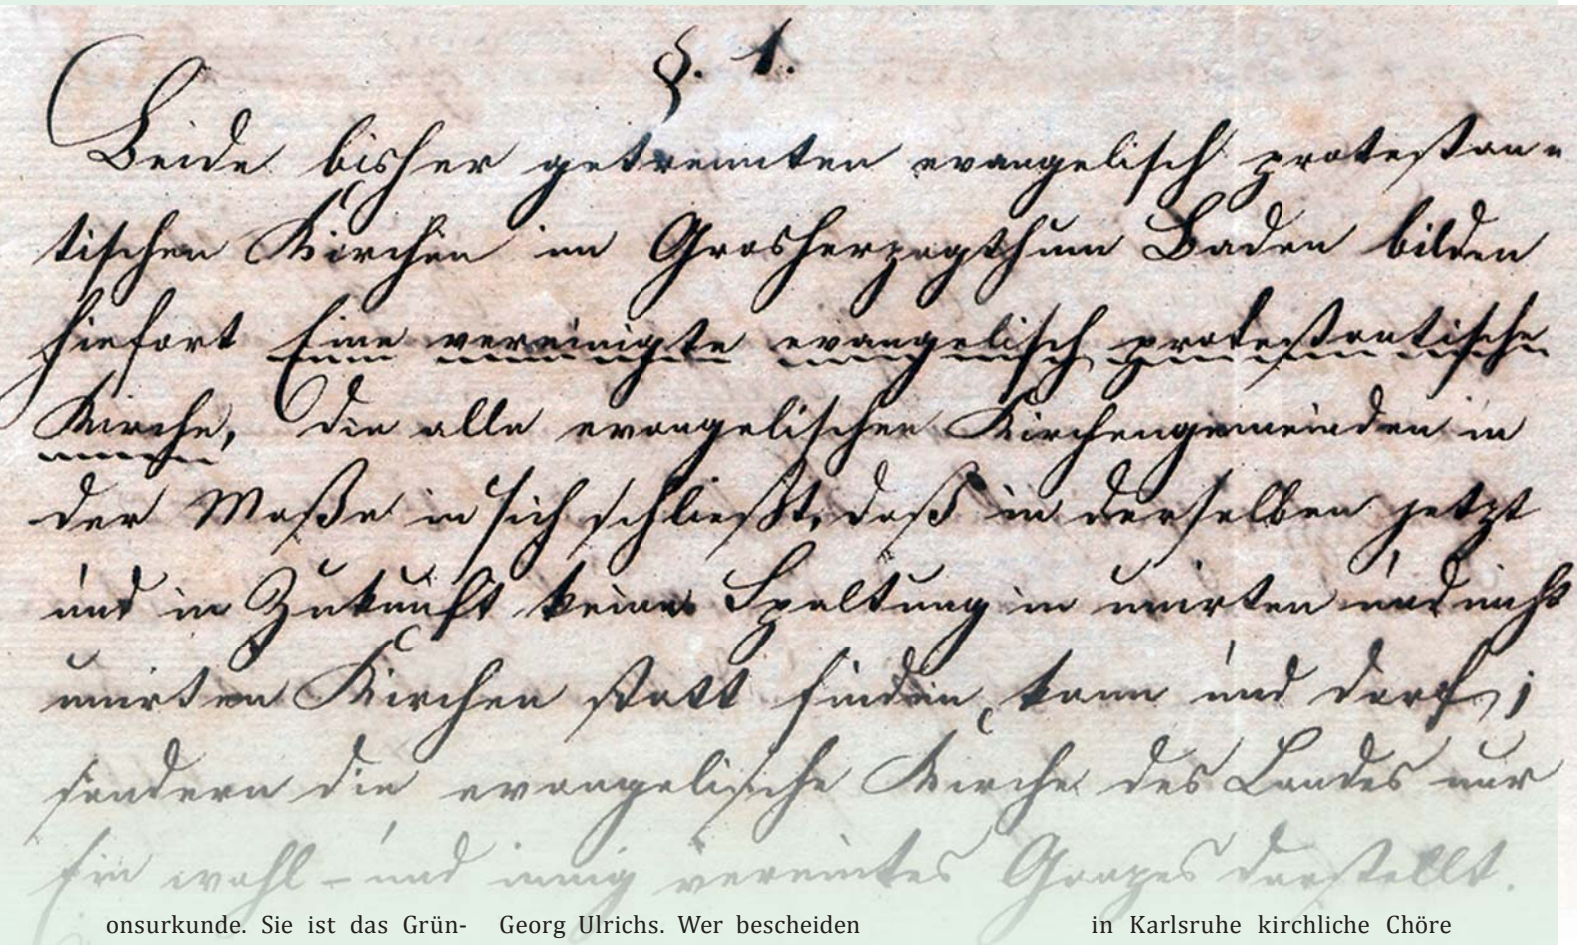 §. 1.
Beide bisher getrennten evangelisch protestan-
tischen Kirchen im Grosherzogthum Baden bilden
hinfort Eine vereinigte evangelisch protestantische
Kirche, die alle evangelischen Kirchengemeinden in
der Maße in sich schließt, daß in derselben jetzt
und in Zukunft keine Spaltung in unirten und nicht
unirten Kirchen statt finden kann und darf;
sondern die evangelische Kirche des Landes nur
Ein wohl- und innig vereintes Ganzes darstellt.
onsurkunde. Sie ist das Grün-
Georg Ulrichs. Wer bescheiden
in Karlsruhe kirchliche Chöre